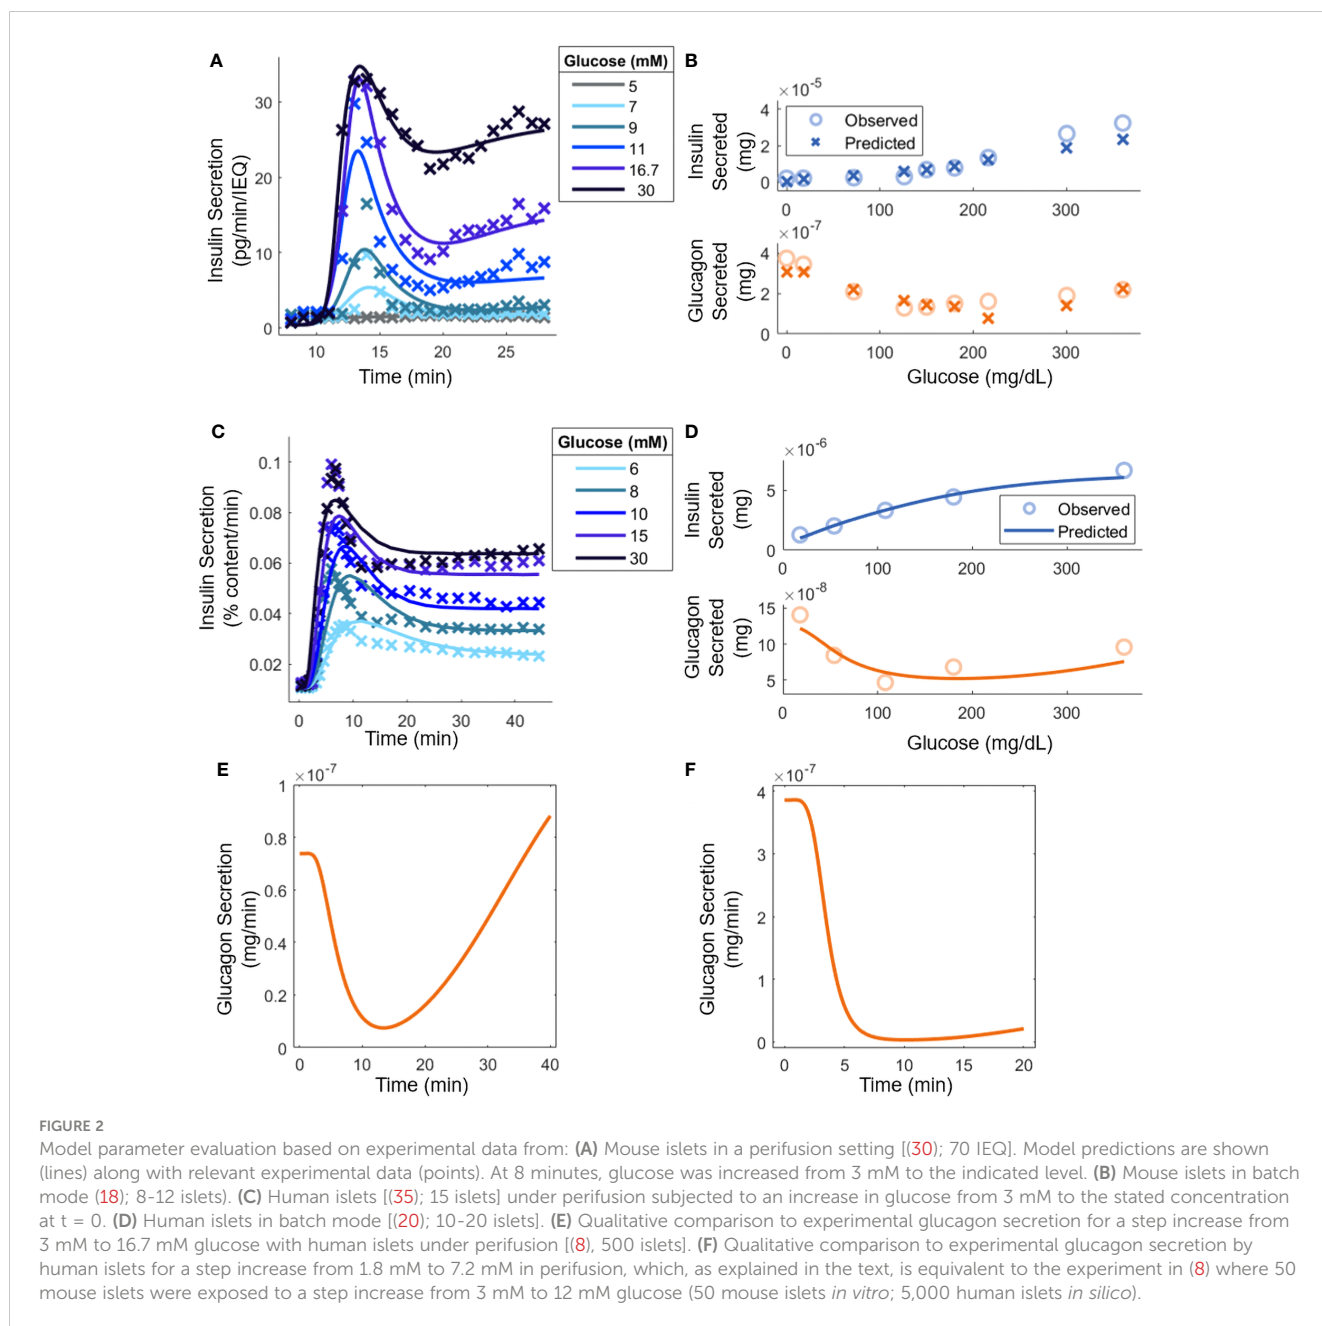 A
Glucose (mM)
5
7
9
11
16.7
30
Insulin Secretion
(pg/min/IEQ)
30
20
10
0
10
15
20
25
Time (min)
B
×10-5
Observed
Predicted
Insulin
Secreted
(mg)
4
2
0
0
100
200
300
×10-7
Glucagon
Secreted
(mg)
4
2
0
0
100
200
300
Glucose (mg/dL)
C
Glucose (mM)
6
8
10
15
30
Insulin Secretion
(% content/min)
0.1
0.08
0.06
0.04
0.02
0
10
20
30
40
Time (min)
D
×10-6
Insulin
Secreted
(mg)
5
0
Observed
Predicted
0
100
200
300
×10-8
Glucagon
Secreted
(mg)
15
10
5
0
100
200
300
Glucose (mg/dL)
E
×10-7
Glucagon Secretion
(mg/min)
1
0.8
0.6
0.4
0.2
0
0
10
20
30
40
Time (min)
F
×10-7
Glucagon Secretion
(mg/min)
4
3
2
1
0
0
5
10
15
20
Time (min)
FIGURE 2
Model parameter evaluation based on experimental data from: (A) Mouse islets in a perifusion setting [(30); 70 IEQ]. Model predictions are shown
(lines) along with relevant experimental data (points). At 8 minutes, glucose was increased from 3 mM to the indicated level. (B) Mouse islets in batch
mode (18); 8-12 islets). (C) Human islets [(35); 15 islets] under perifusion subjected to an increase in glucose from 3 mM to the stated concentration
at t = 0. (D) Human islets in batch mode [(20); 10-20 islets]. (E) Qualitative comparison to experimental glucagon secretion for a step increase from
3 mM to 16.7 mM glucose with human islets under perifusion [(8), 500 islets]. (F) Qualitative comparison to experimental glucagon secretion by
human islets for a step increase from 1.8 mM to 7.2 mM in perifusion, which, as explained in the text, is equivalent to the experiment in (8) where 50
mouse islets were exposed to a step increase from 3 mM to 12 mM glucose (50 mouse islets in vitro; 5,000 human islets in silico).